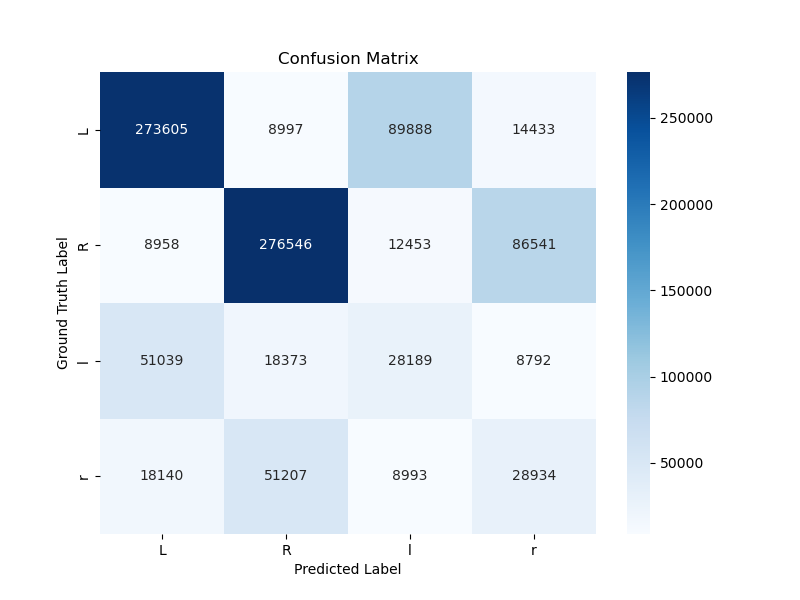 Confusion Matrix
L 273605 8997 89888 14433
R 8958 276546 12453 86541
l 51039 18373 28189 8792
r 18140 51207 8993 28934
L R l r
Predicted Label
Ground Truth Label
250000
200000
150000
100000
50000